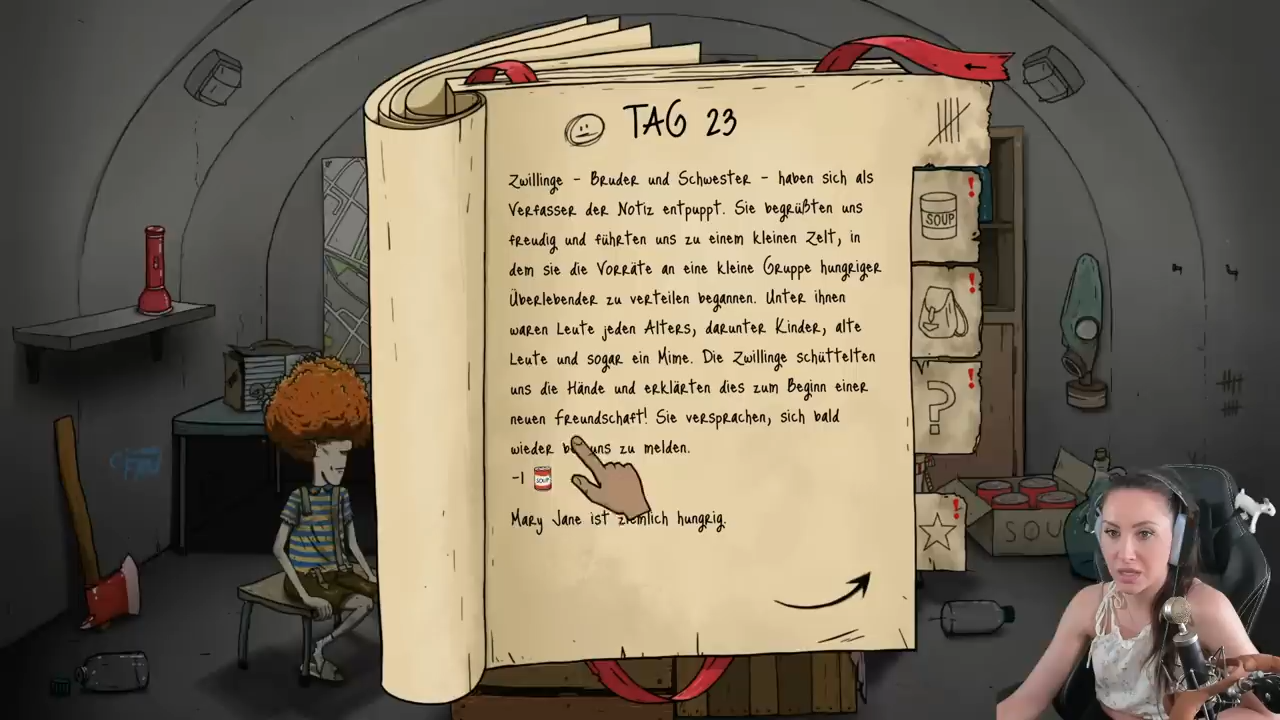 TAG 23
Zwillinge - Bruder und Schwester - haben sich als
Verfasser der Notiz entpuppt. Sie begrüßten uns
freudig und führten uns zu einem kleinen Zelt, in
dem sie die Vorräte an eine kleine Gruppe hungriger
Überlebender zu verteilen begannen. Unter ihnen
waren Leute jeden Alters, darunter Kinder, alte
Leute und sogar ein Mime. Die Zwillinge schüttelten
uns die Hände und erklärten dies zum Beginn einer
neuen Freundschaft! Sie versprachen, sich bald
wieder uns zu melden.
-1 SOUP
Mary Jane ist ziemlich hungrig.
SOUP
!
!
?
!
!
SOU